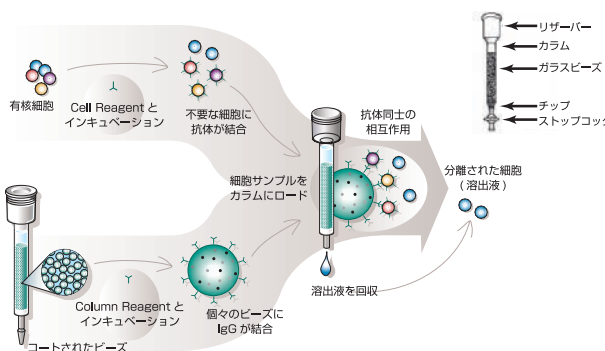 有核細胞
Cell Reagent と
インキュベーション
不要な細胞に
抗体が結合
抗体同士の
相互作用
リザーバー
カラム
ガラスビーズ
チップ
ストップコック
細胞サンプルを
カラムにロード
分離された細胞
(溶出液)
溶出液を回収
Column Reagent と
インキュベーション
個々のビーズに
IgG が結合
コートされたビーズ